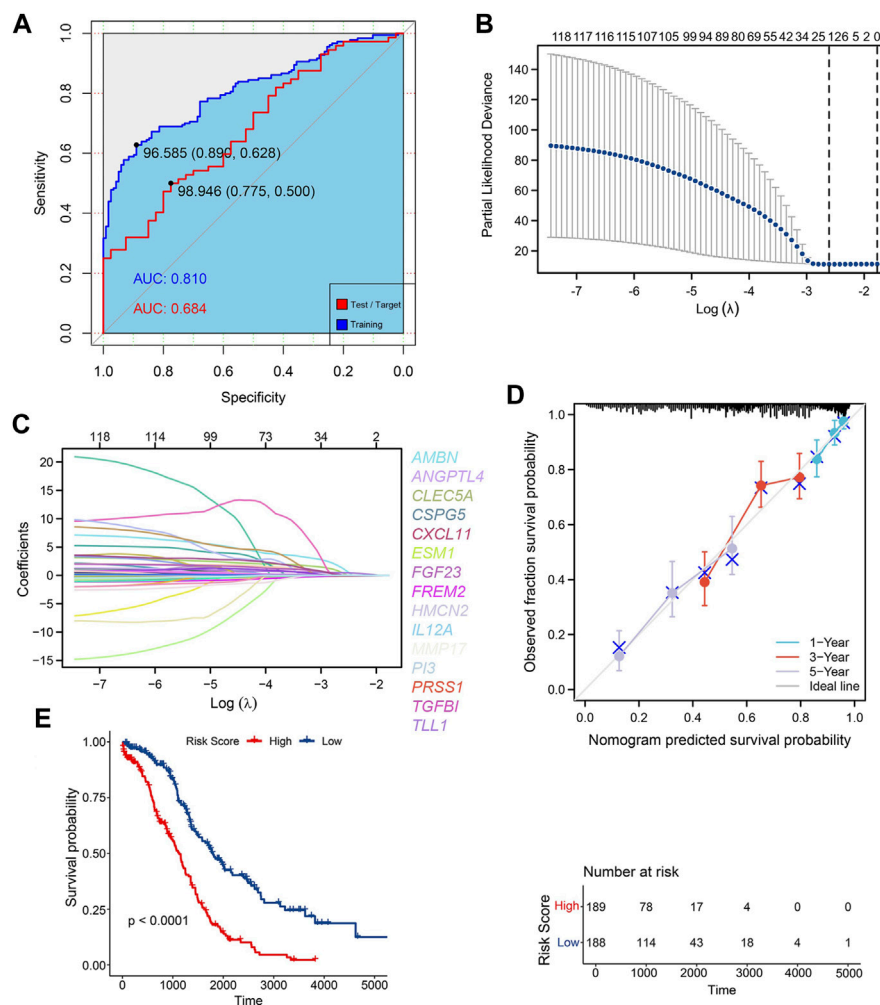 A
1.0
0.8
0.6
0.4
0.2
0.0
Sensitivity
96.585 (0.890, 0.628)
98.946 (0.775, 0.500)
AUC: 0.810
AUC: 0.684
Test / Target
Training
1.0 0.8 0.6 0.4 0.2 0.0
Specificity
B
118 117 116 115 107 105 99 94 89 80 69 55 42 34 25 126 5 2 0
140
120
100
80
60
40
20
Partial Likelihood Deviance
-7 -6 -5 -4 -3 -2
Log (λ)
C
118 114 99 73 34 2
20
15
10
5
0
−5
−10
−15
Coefficients
−7 −6 −5 −4 −3 −2
Log (λ)
AMBN
ANGPTL4
CLEC5A
CSPG5
CXCL11
ESM1
FGF23
FREM2
HMCN2
IL12A
MMP17
PI3
PRSS1
TGFBI
TLL1
D
1.0
0.8
0.6
0.4
0.2
0.0
Observed fraction survival probability
1-Year
3-Year
5-Year
Ideal line
0.0 0.2 0.4 0.6 0.8 1.0
Nomogram predicted survival probability
E
Risk Score High Low
1.00
0.75
0.50
0.25
0.00
Survival probability
p < 0.0001
0 1000 2000 3000 4000 5000
Time
Number at risk
Risk Score
High 189 78 17 4 0 0
Low 188 114 43 18 4 1
0 1000 2000 3000 4000 5000
Time